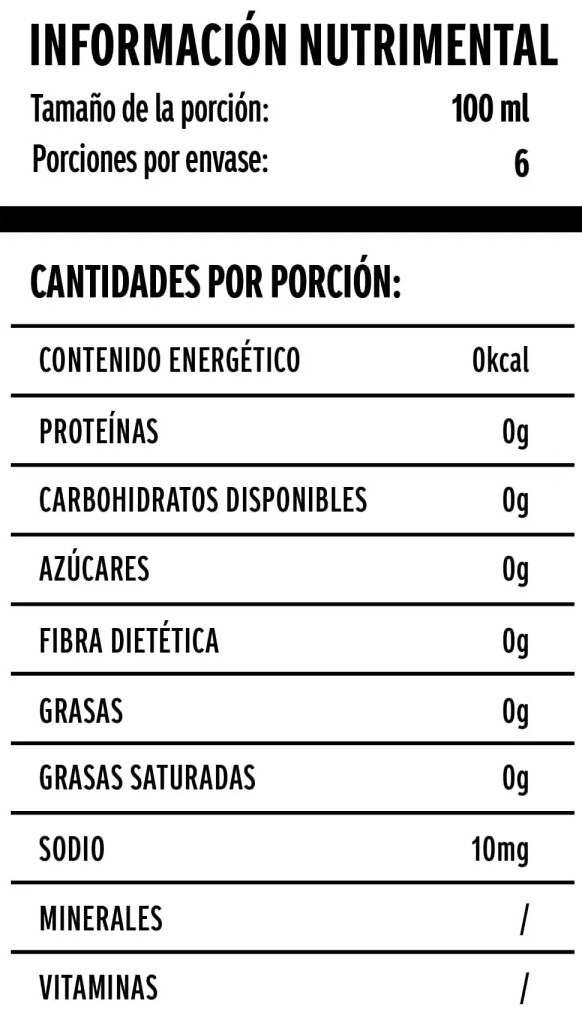 INFORMACIÓN NUTRIMENTAL
Tamaño de la porción: 100 ml
Porciones por envase: 6
CANTIDADES POR PORCIÓN:
CONTENIDO ENERGÉTICO 0kcal
PROTEÍNAS 0g
CARBOHIDRATOS DISPONIBLES 0g
AZÚCARES 0g
FIBRA DIETÉTICA 0g
GRASAS 0g
GRASAS SATURADAS 0g
SODIO 10mg
MINERALES /
VITAMINAS /